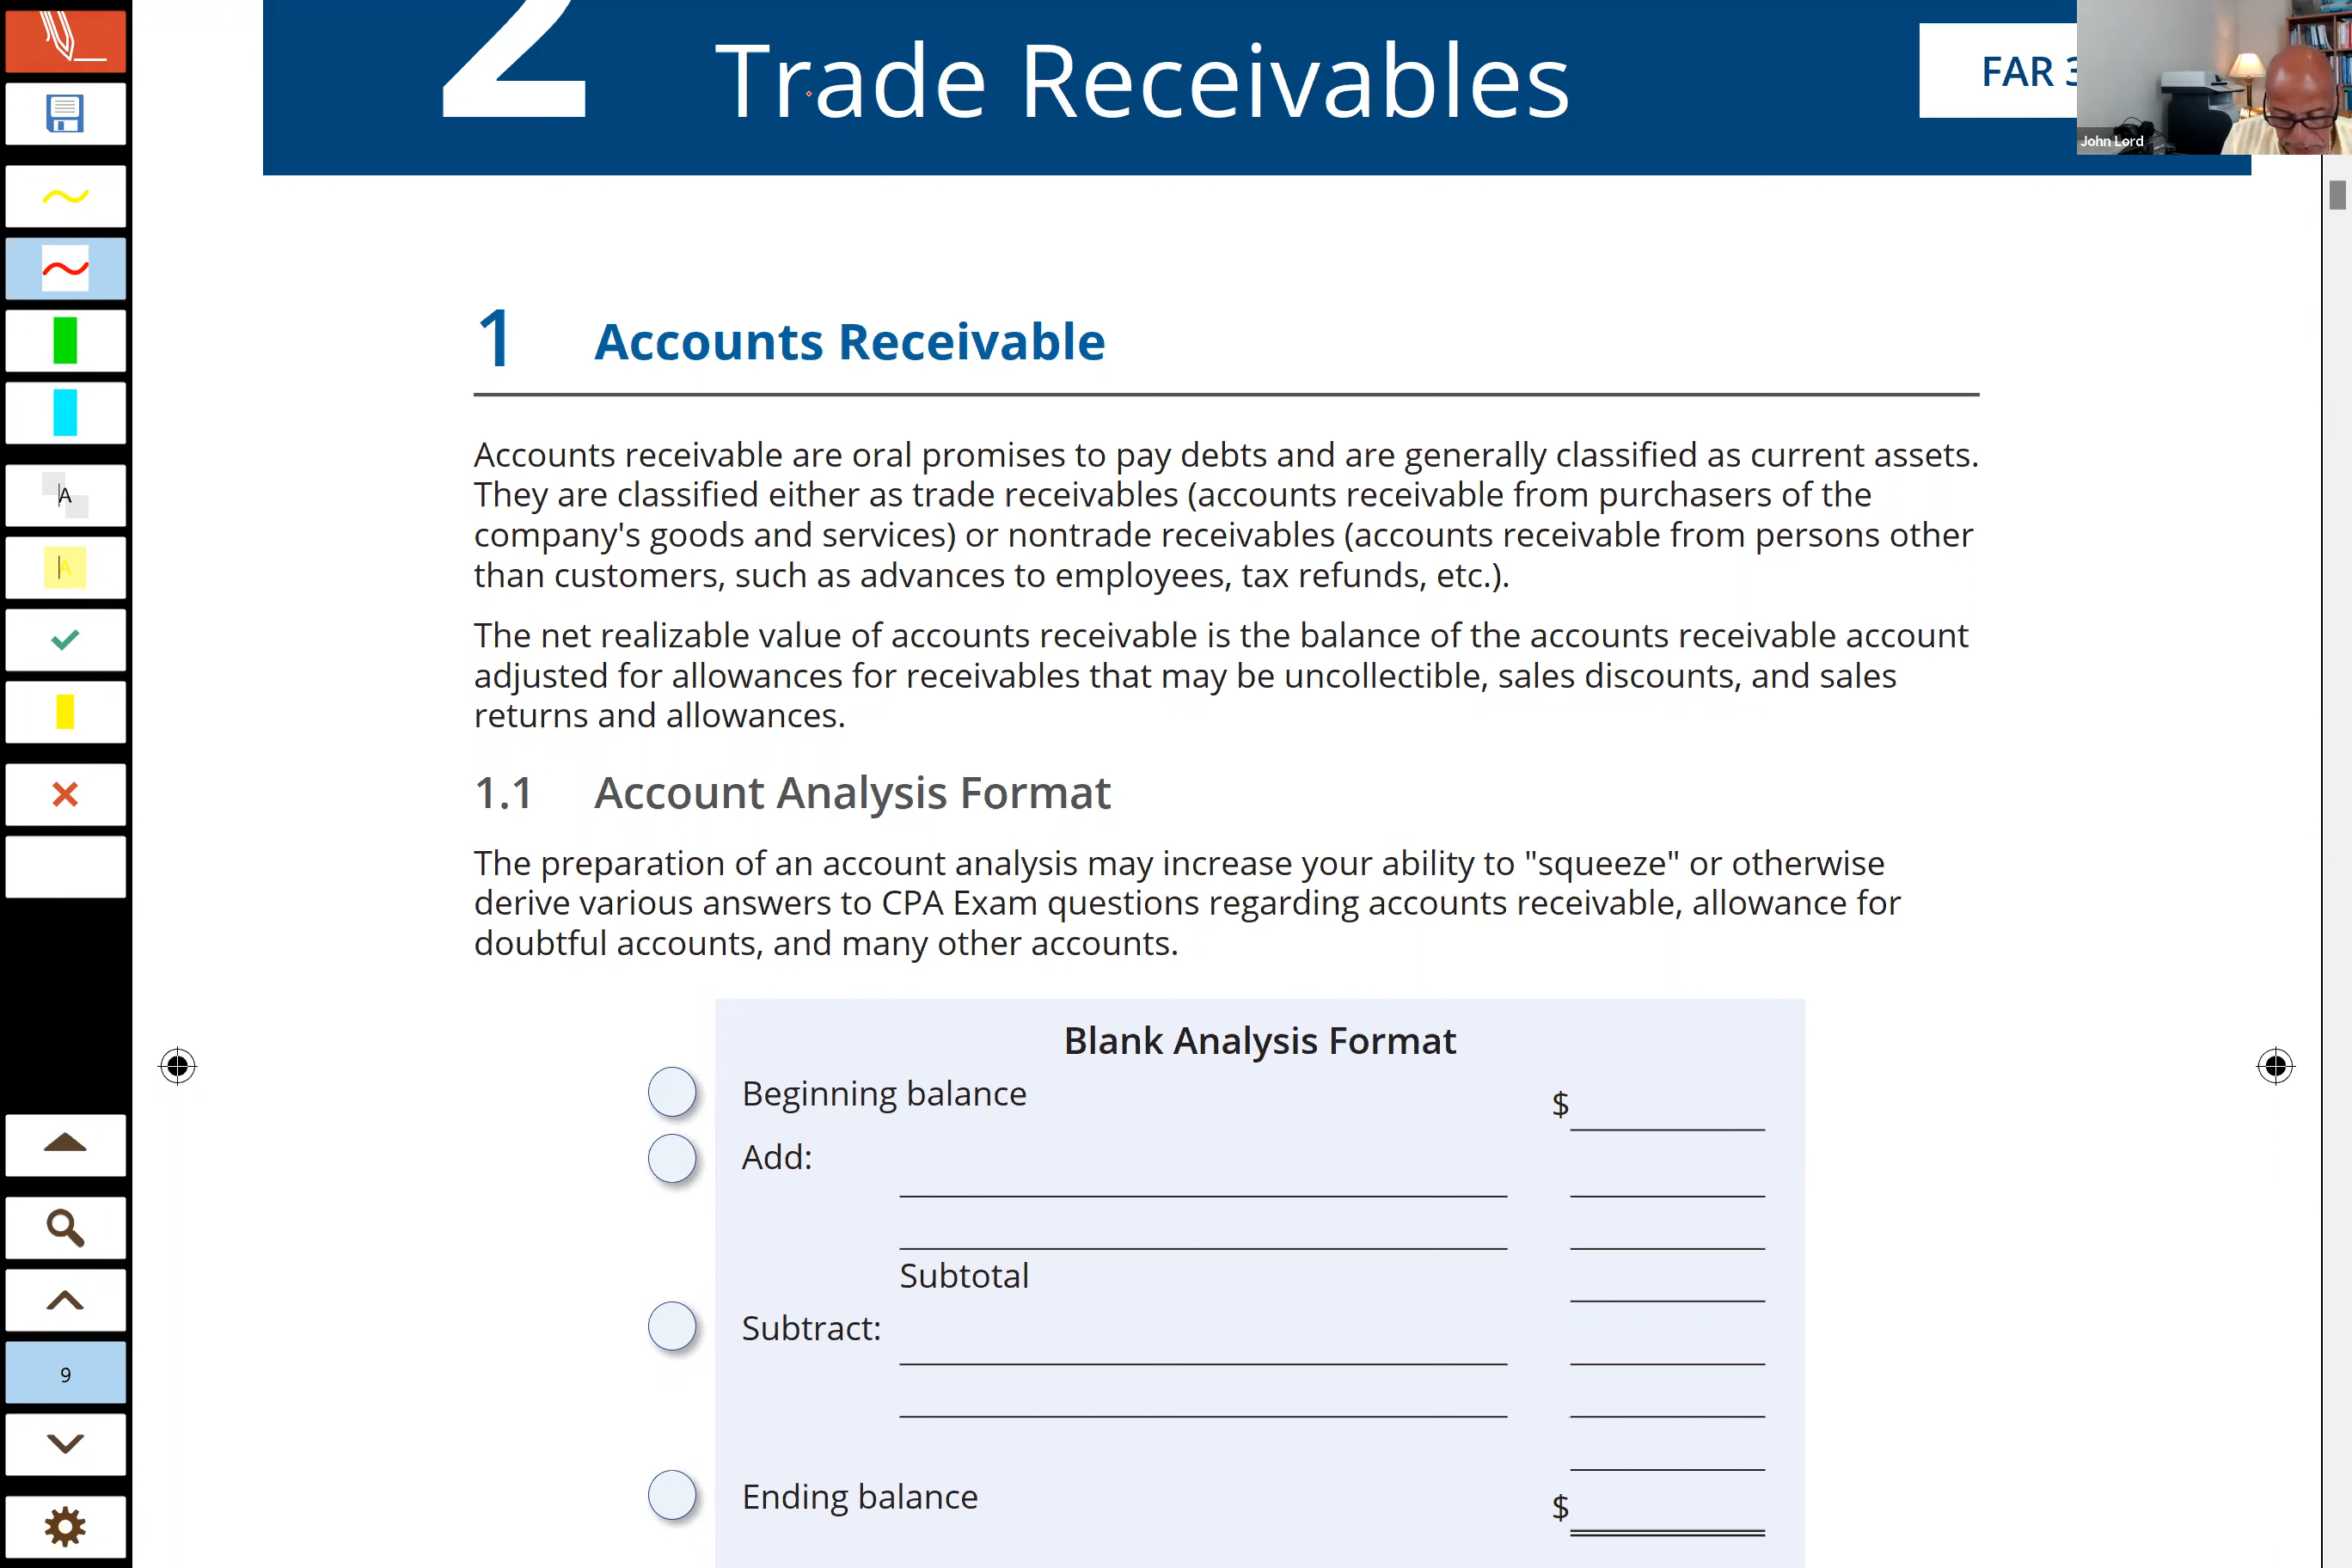 2 Trade Receivables
FAR 3
John Lord
1 Accounts Receivable
Accounts receivable are oral promises to pay debts and are generally classified as current assets.
They are classified either as trade receivables (accounts receivable from purchasers of the
company's goods and services) or nontrade receivables (accounts receivable from persons other
than customers, such as advances to employees, tax refunds, etc.).
The net realizable value of accounts receivable is the balance of the accounts receivable account
adjusted for allowances for receivables that may be uncollectible, sales discounts, and sales
returns and allowances.
1.1 Account Analysis Format
The preparation of an account analysis may increase your ability to "squeeze" or otherwise
derive various answers to CPA Exam questions regarding accounts receivable, allowance for
doubtful accounts, and many other accounts.
Blank Analysis Format
Beginning balance $
Add:
Subtotal
Subtract:
Ending balance $
A
A
9